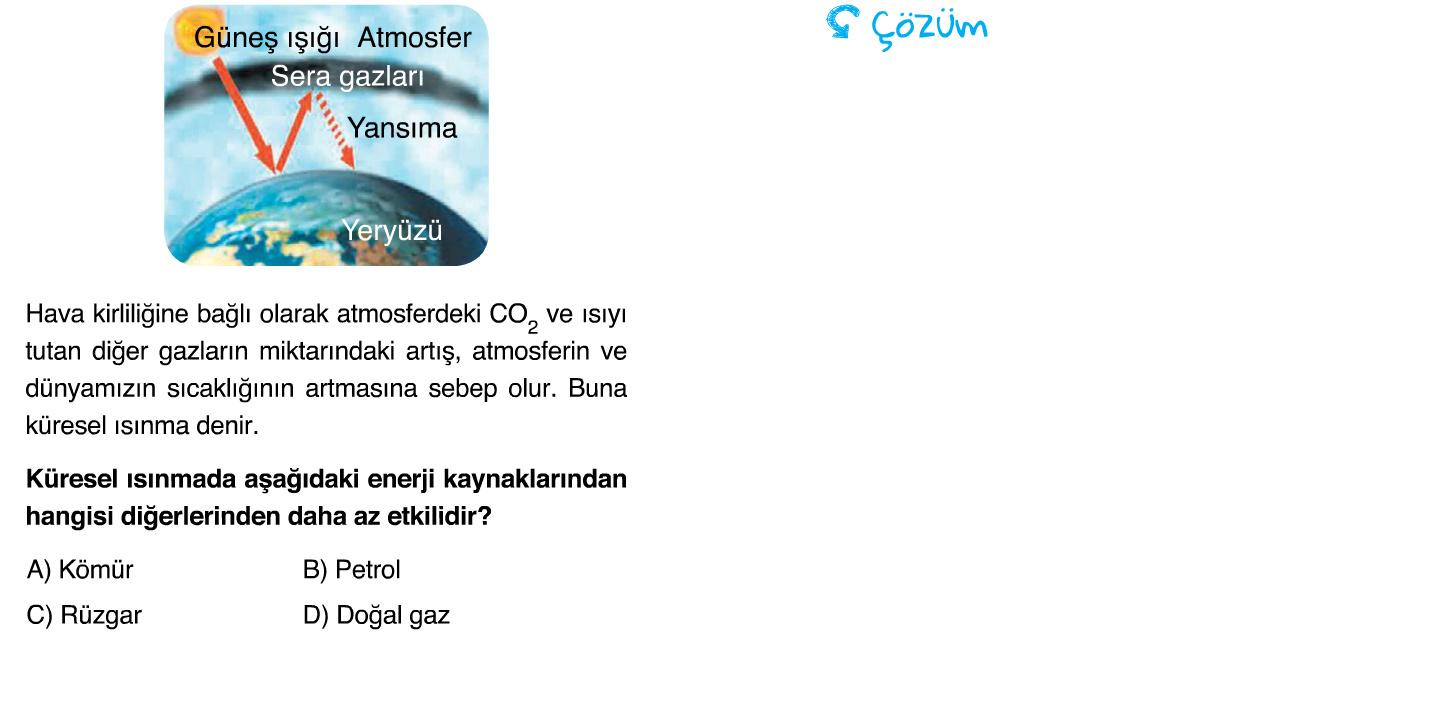 Güneş ışığı Atmosfer
Sera gazları
Yansıma
Yeryüzü
Hava kirliliğine bağlı olarak atmosferdeki CO₂ ve ısıyı
tutan diğer gazların miktarındaki artış, atmosferin ve
dünyamızın sıcaklığının artmasına sebep olur. Buna
küresel ısınma denir.
Küresel ısınmada aşağıdaki enerji kaynaklarından
hangisi diğerlerinden daha az etkilidir?
A) Kömür B) Petrol
C) Rüzgar D) Doğal gaz
Çözüm